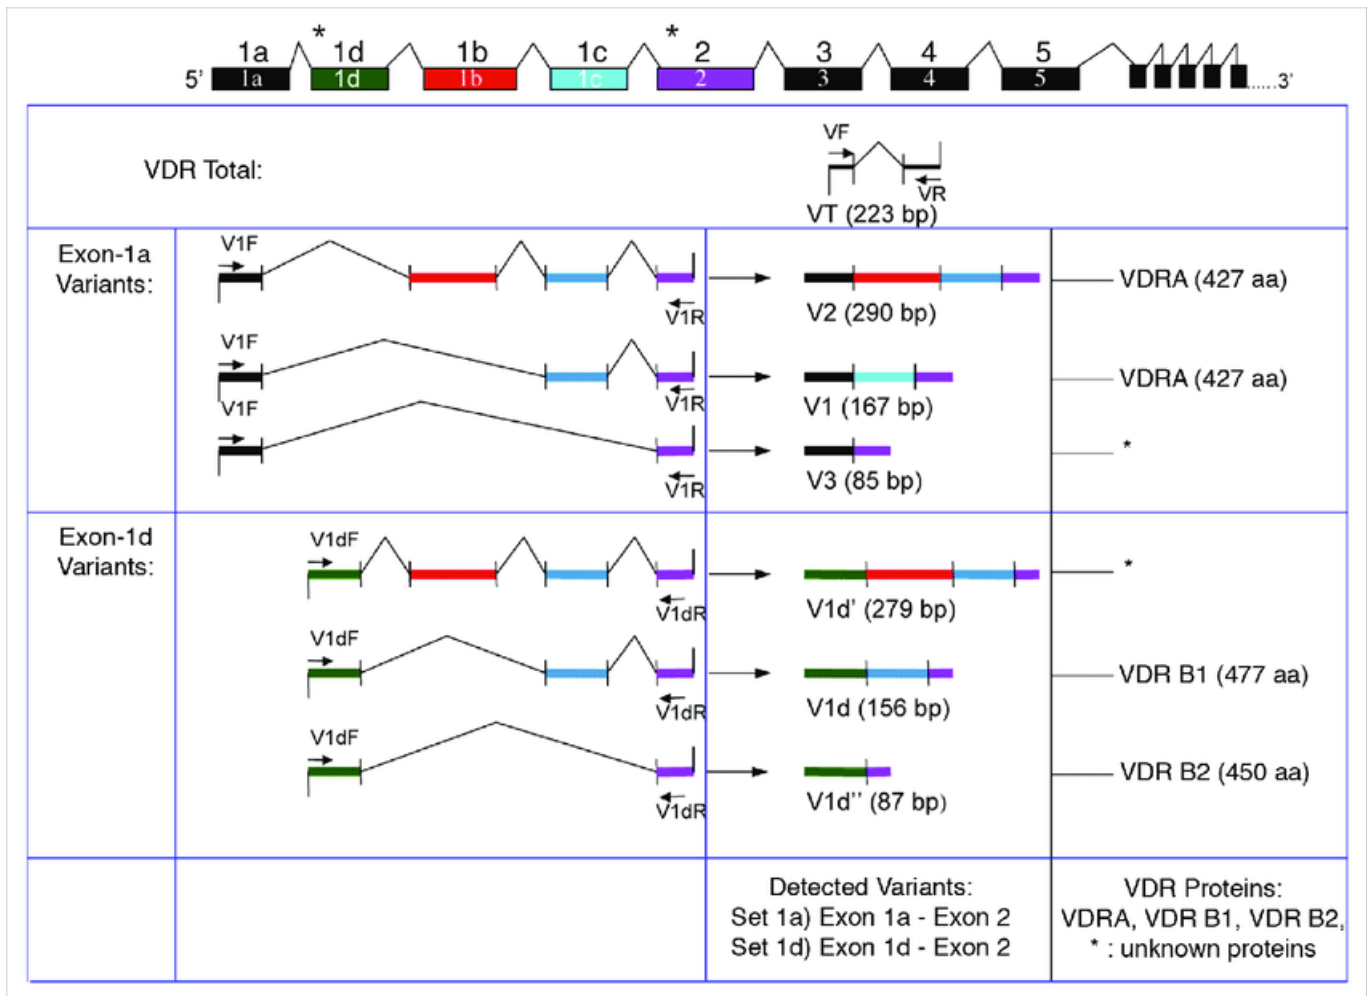 * *
1a 1d 1b 1c 2 3 4 5
5' 1a 1d 1b 1c 2 3 4 5 ......3'
VDR Total:
VF
VR
VT (223 bp)
Exon-1a
Variants:
V1F
V1R
V2 (290 bp)
VDRA (427 aa)
V1F
V1R
V1 (167 bp)
VDRA (427 aa)
V1F
V1R
V3 (85 bp)
*
Exon-1d
Variants:
V1dF
V1dR
V1d' (279 bp)
*
V1dF
V1dR
V1d (156 bp)
VDR B1 (477 aa)
V1dF
V1dR
V1d'' (87 bp)
VDR B2 (450 aa)
Detected Variants:
Set 1a) Exon 1a - Exon 2
Set 1d) Exon 1d - Exon 2
VDR Proteins:
VDRA, VDR B1, VDR B2,
* : unknown proteins